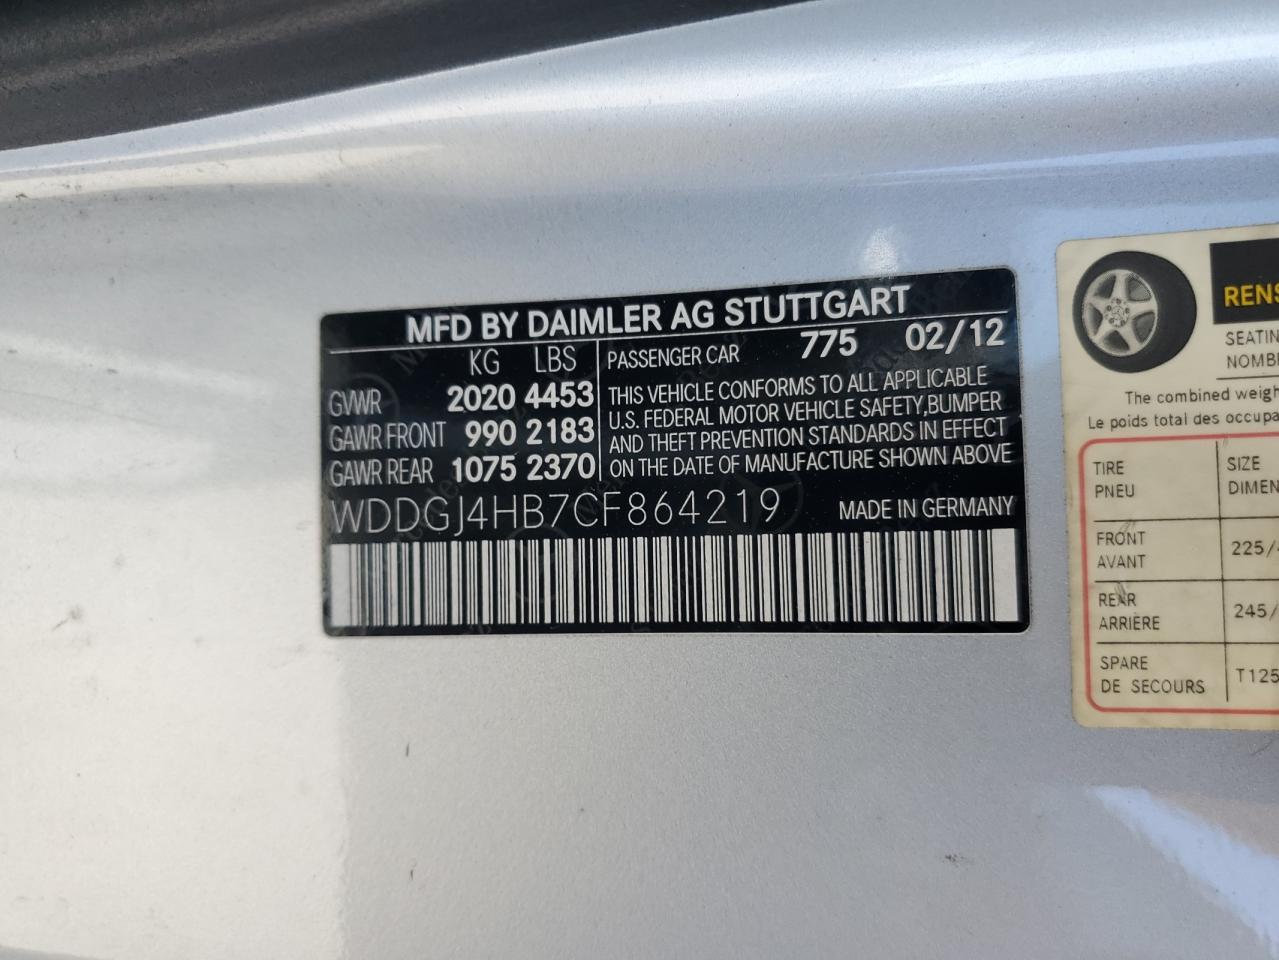 MFD BY DAIMLER AG STUTTGART
KG LBS
GVWR 2020 4453
GAWR FRONT 990 2183
GAWR REAR 1075 2370
PASSENGER CAR 775 02/12
THIS VEHICLE CONFORMS TO ALL APPLICABLE
U.S. FEDERAL MOTOR VEHICLE SAFETY,BUMPER
AND THEFT PREVENTION STANDARDS IN EFFECT
ON THE DATE OF MANUFACTURE SHOWN ABOVE
WDDGJ4HB7CF864219 MADE IN GERMANY
RENS
SEATIN
NOMB
The combined weigh
Le poids total des occupa
TIRE SIZE
PNEU DIMEN
FRONT
AVANT 225/
REAR
ARRIÈRE 245/
SPARE
DE SECOURS T125